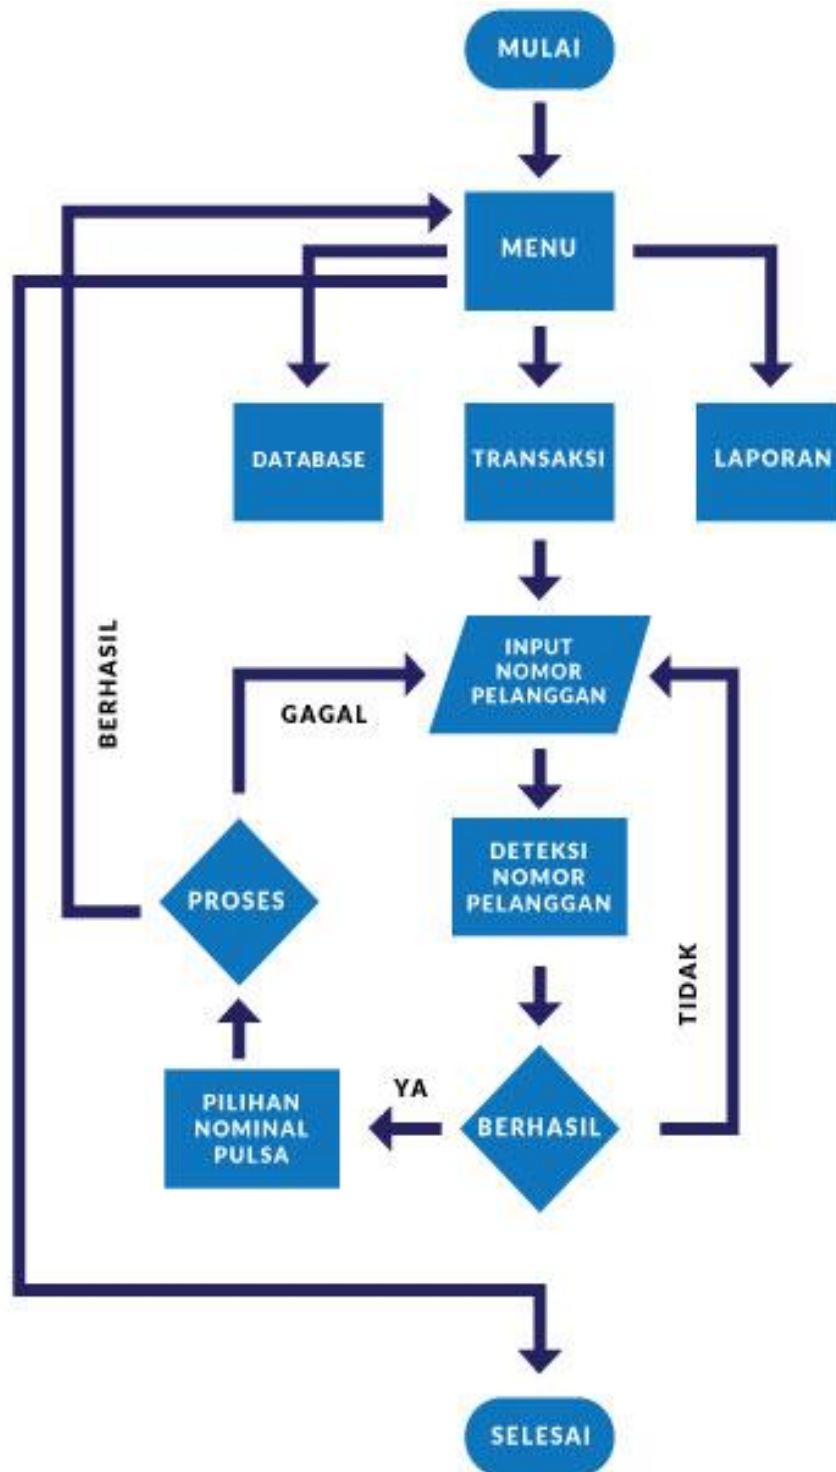 MULAI
MENU
DATABASE
TRANSAKSI
LAPORAN
BERHASIL
INPUT
NOMOR
PELANGGAN
GAGAL
DETEKSI
NOMOR
PELANGGAN
PROSES
TIDAK
YA
PILIHAN
NOMINAL
PULSA
BERHASIL
SELESAI